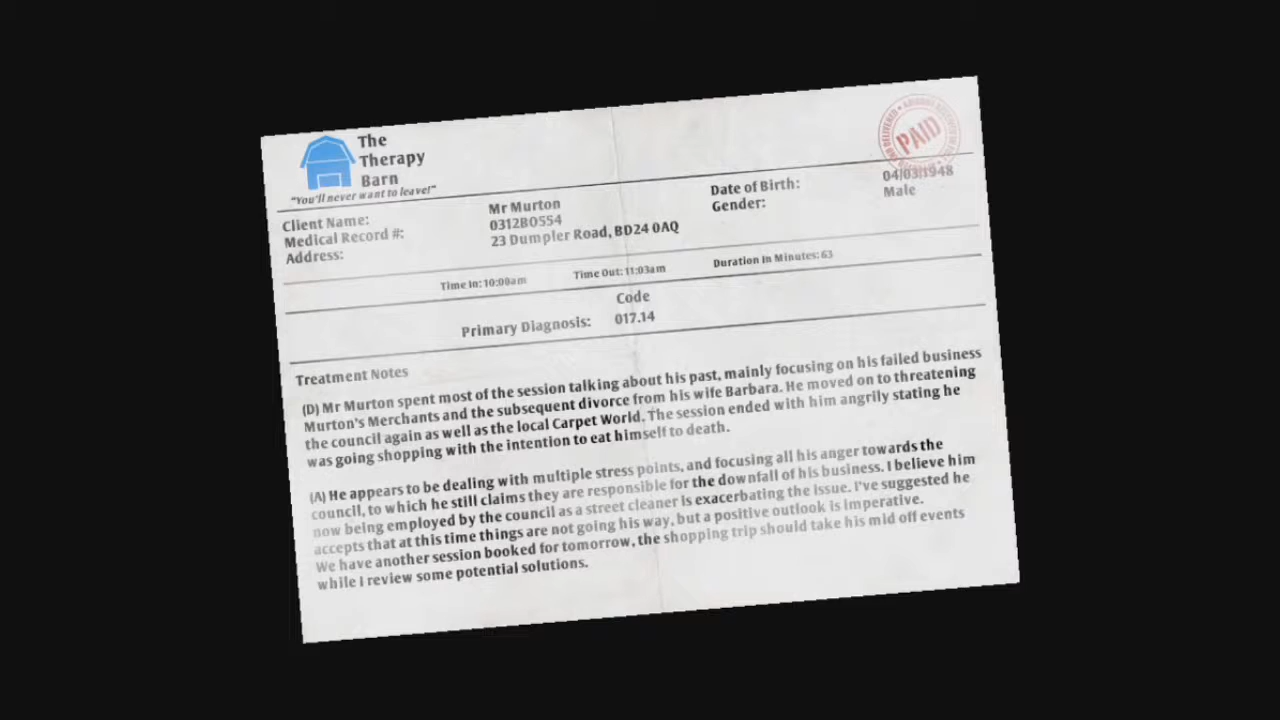 The
Therapy
Barn
"You'll never want to leave!"
PAID
Client Name: Mr Murton Date of Birth: 04/03/1948
Medical Record #: 0312BO554 Gender: Male
Address: 23 Dumpler Road, BD24 0AQ
Time In: 10:00am Time Out: 11:03am Duration In Minutes: 63
Code
Primary Diagnosis: 017.14
Treatment Notes
(D) Mr Murton spent most of the session talking about his past, mainly focusing on his failed business
Murton's Merchants and the subsequent divorce from his wife Barbara. He moved on to threatening
the council again as well as the local Carpet World. The session ended with him angrily stating he
was going shopping with the intention to eat himself to death.
(A) He appears to be dealing with multiple stress points, and focusing all his anger towards the
council, to which he still claims they are responsible for the downfall of his business. I believe him
now being employed by the council as a street cleaner is exacerbating the issue. I've suggested he
accepts that at this time things are not going his way, but a positive outlook is imperative.
We have another session booked for tomorrow, the shopping trip should take his mid off events
while I review some potential solutions.